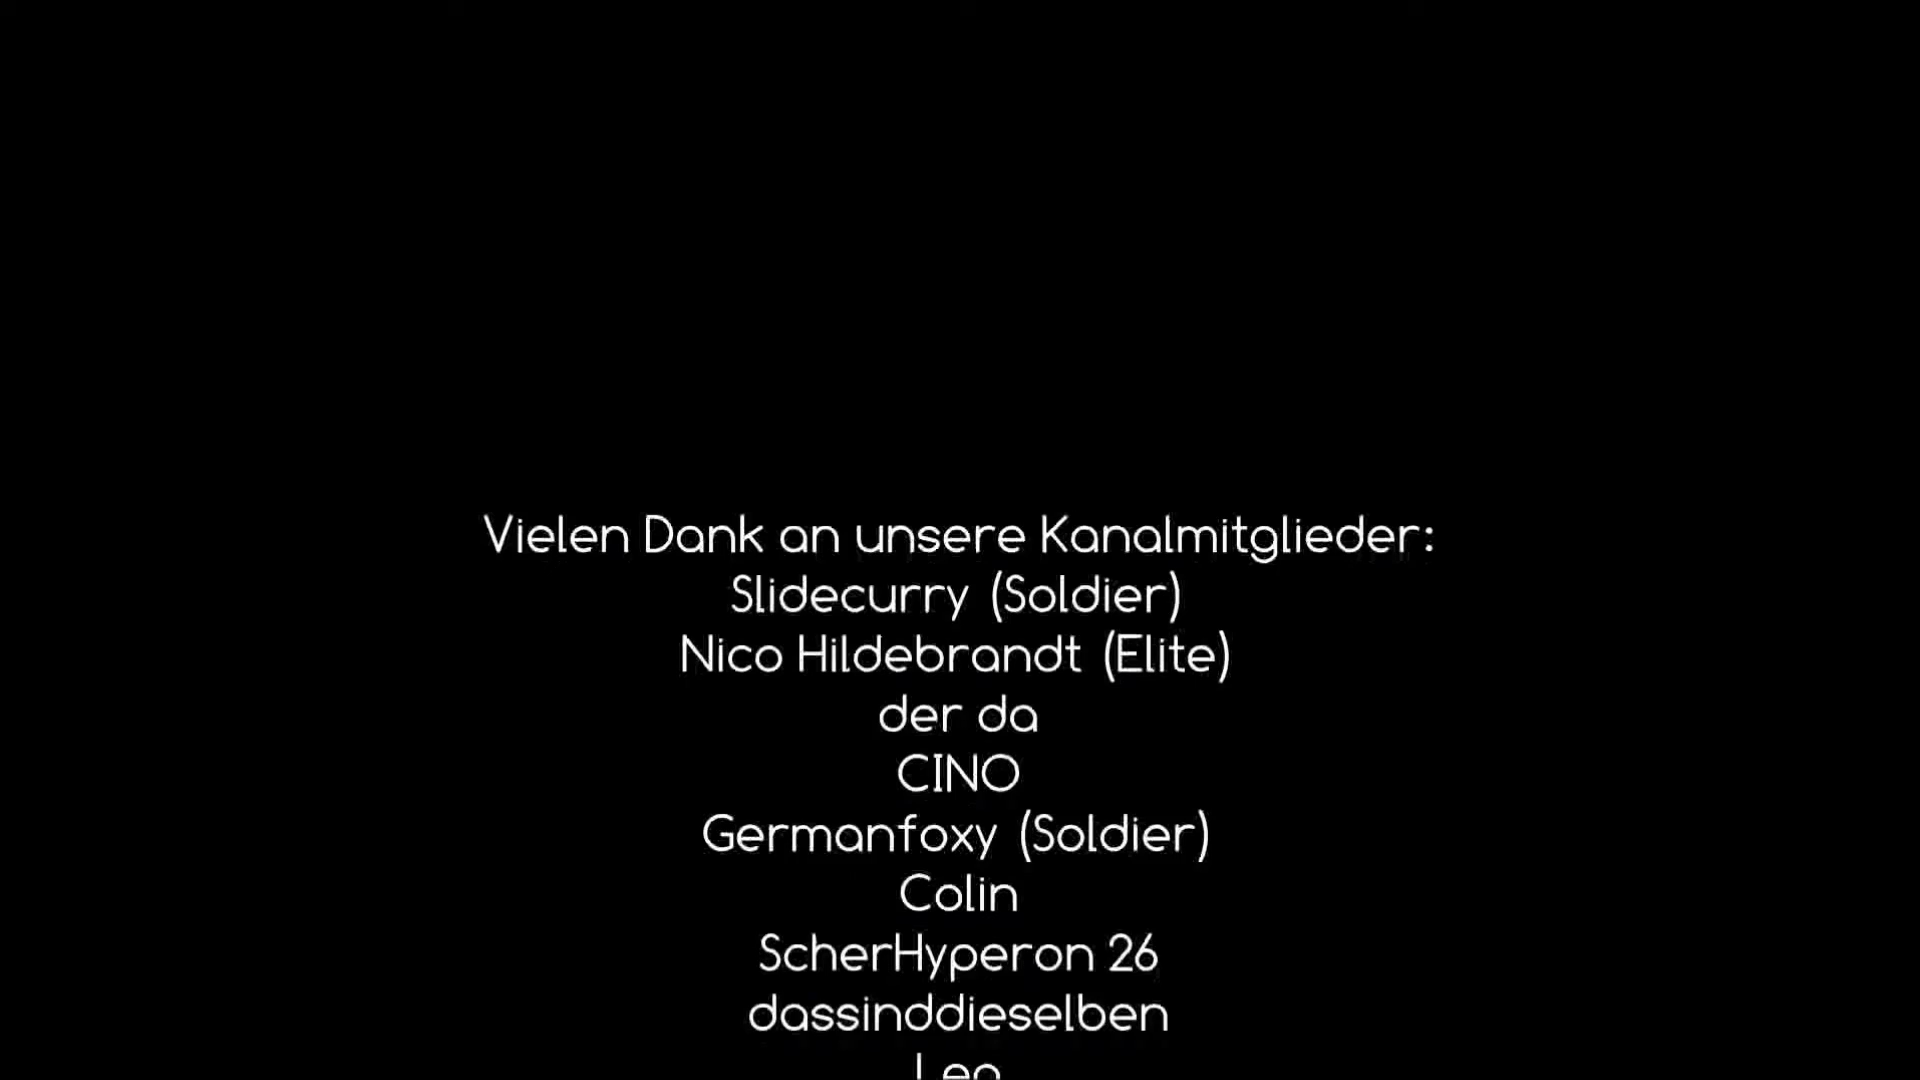 Vielen Dank an unsere Kanalmitglieder:
Slidecurry (Soldier)
Nico Hildebrandt (Elite)
der da
CINO
Germanfoxy (Soldier)
Colin
ScherHyperon 26
dassinddieselben